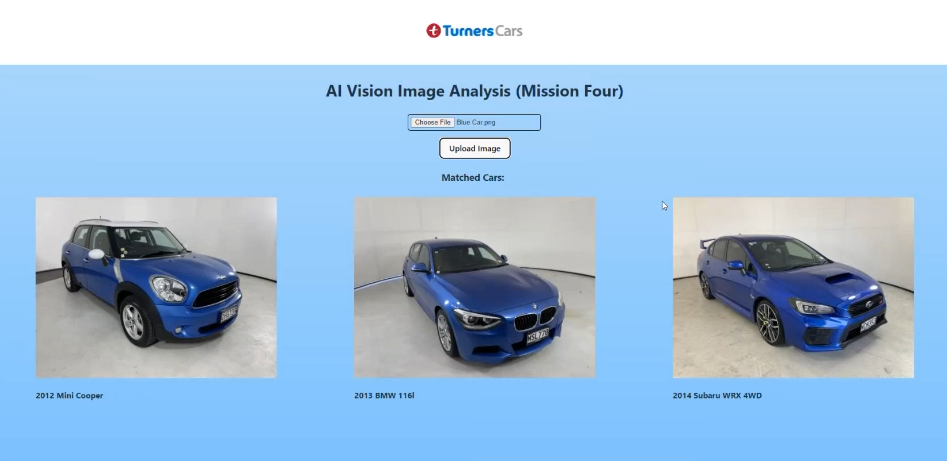 Turners Cars
AI Vision Image Analysis (Mission Four)
Choose File Blue Car.png
Upload Image
Matched Cars:
2012 Mini Cooper
2013 BMW 116I
2014 Subaru WRX 4WD